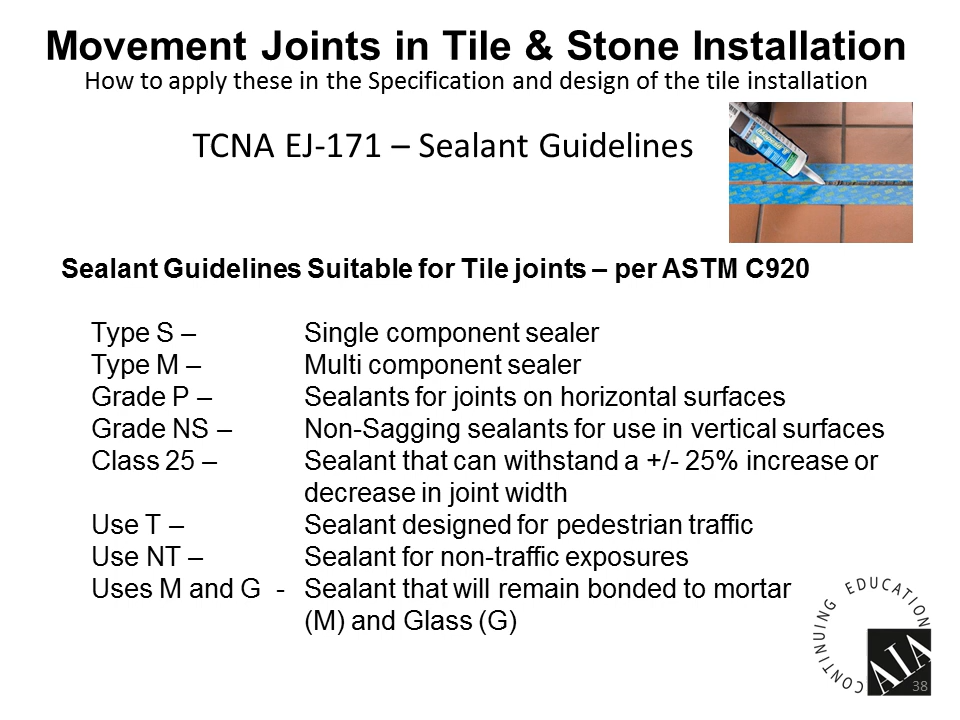 Movement Joints in Tile & Stone Installation
How to apply these in the Specification and design of the tile installation
TCNA EJ-171 – Sealant Guidelines
Sealant Guidelines Suitable for Tile joints – per ASTM C920
Type S – Single component sealer
Type M – Multi component sealer
Grade P – Sealants for joints on horizontal surfaces
Grade NS – Non-Sagging sealants for use in vertical surfaces
Class 25 – Sealant that can withstand a +/- 25% increase or
decrease in joint width
Use T – Sealant designed for pedestrian traffic
Use NT – Sealant for non-traffic exposures
Uses M and G - Sealant that will remain bonded to mortar
(M) and Glass (G)
CONTINUING EDUCATION
AIA
38